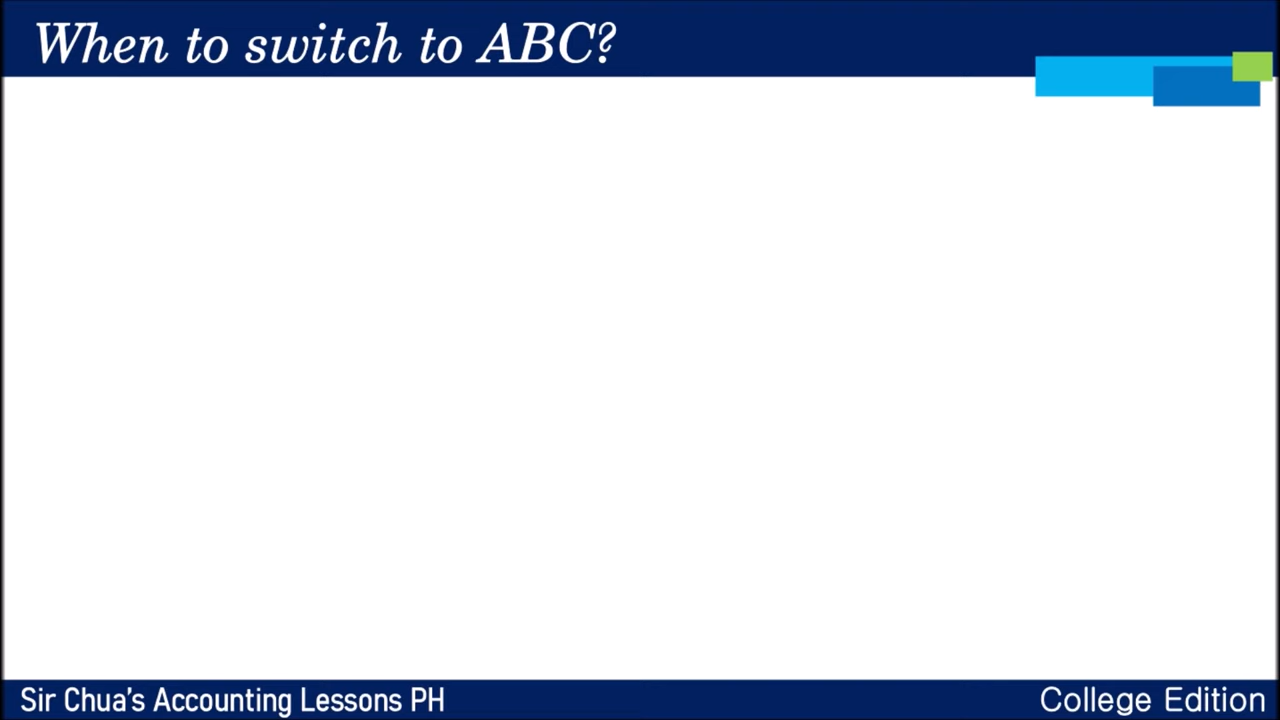 When to switch to ABC?
Sir Chua's Accounting Lessons PH
College Edition